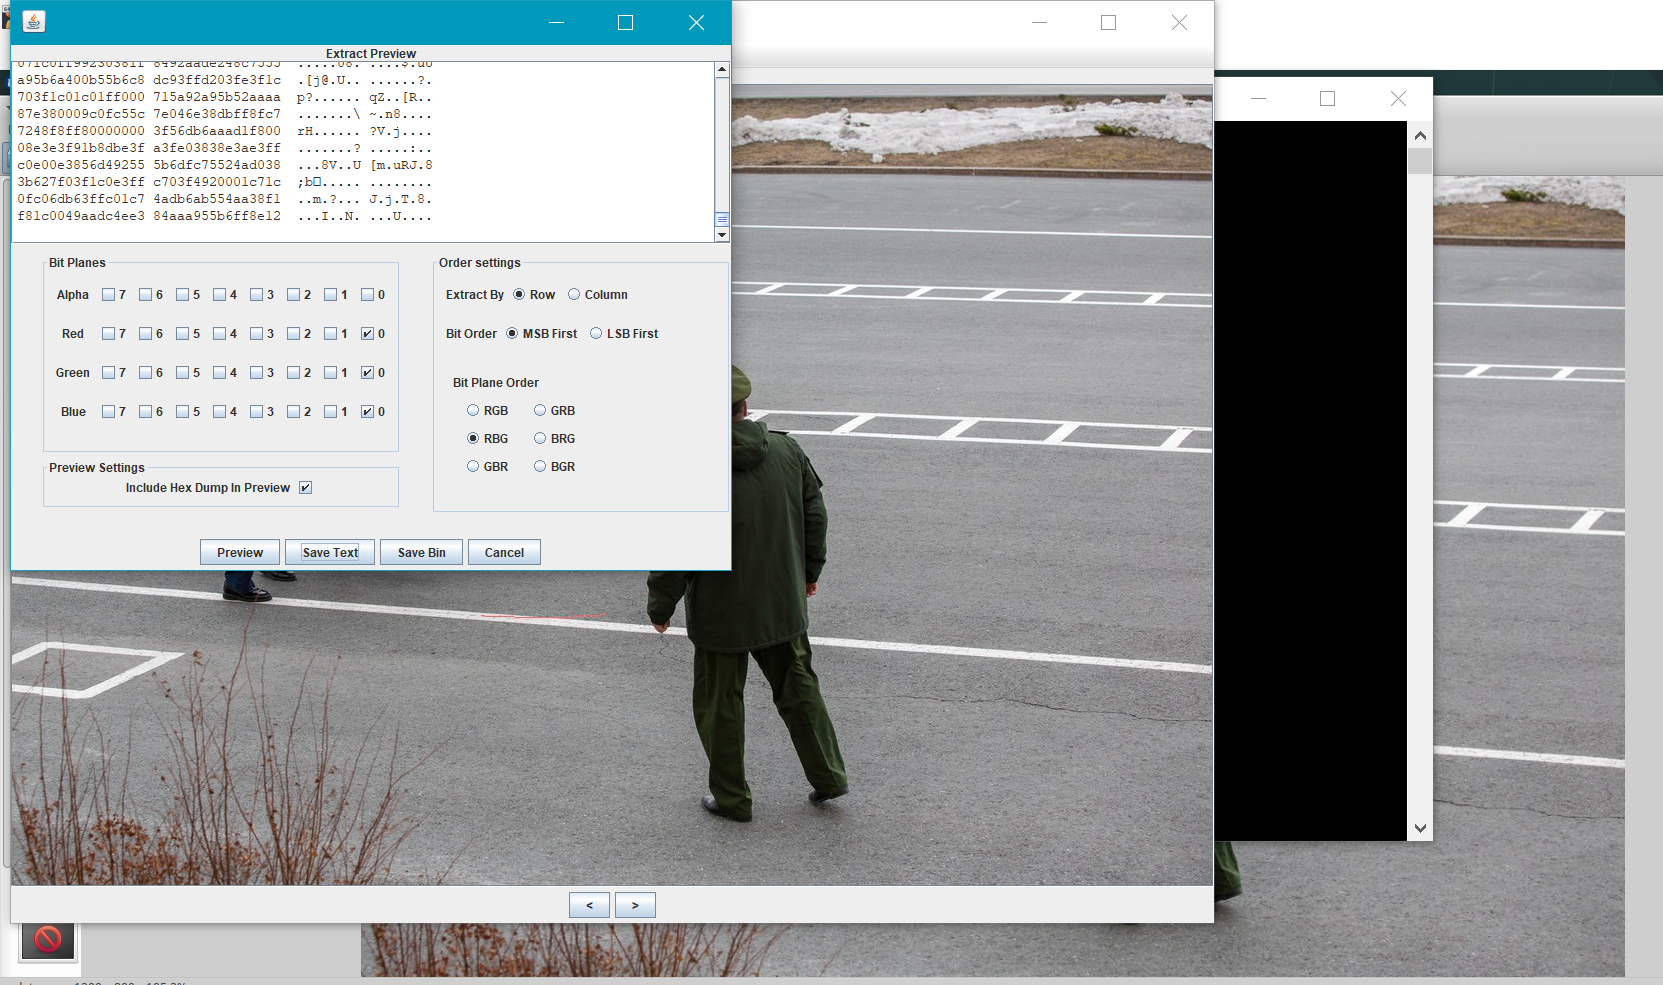 Extract Preview
a95b6a400b55b6c8 dc93ffd203fe3f1c .[j@.U.. ......?.
703f1c01c01ff000 715a92a95b52aaaa p?...... qZ..[R..
87e380009c0fc55c 7e046e38dbff8fc7 .......\ ~.n8....
7248f8ff80000000 3f56db6aaad1f800 rH...... ?V.j....
08e3e3f91b8dbe3f a3fe03838e3ae3ff .......? .....:..
c0e00e3856d49255 5b6dfc75524ad038 ...8V..U [m.uRJ.8
3b627f03f1c0e3ff c703f4920001c71c ;b□..... ........
0fc06db63ffc01c7 4adb6ab554aa38f1 ..m.?... J.j.T.8.
f81c0049aadc4ee3 84aaa955b6ff8e12 ...I..N. ...U....
Bit Planes
Alpha 7 6 5 4 3 2 1 0
Red 7 6 5 4 3 2 1 0
Green 7 6 5 4 3 2 1 0
Blue 7 6 5 4 3 2 1 0
Preview Settings
Include Hex Dump In Preview
Order settings
Extract By Row Column
Bit Order MSB First LSB First
Bit Plane Order
RGB GRB
RBG BRG
GBR BGR
Preview Save Text Save Bin Cancel
< >